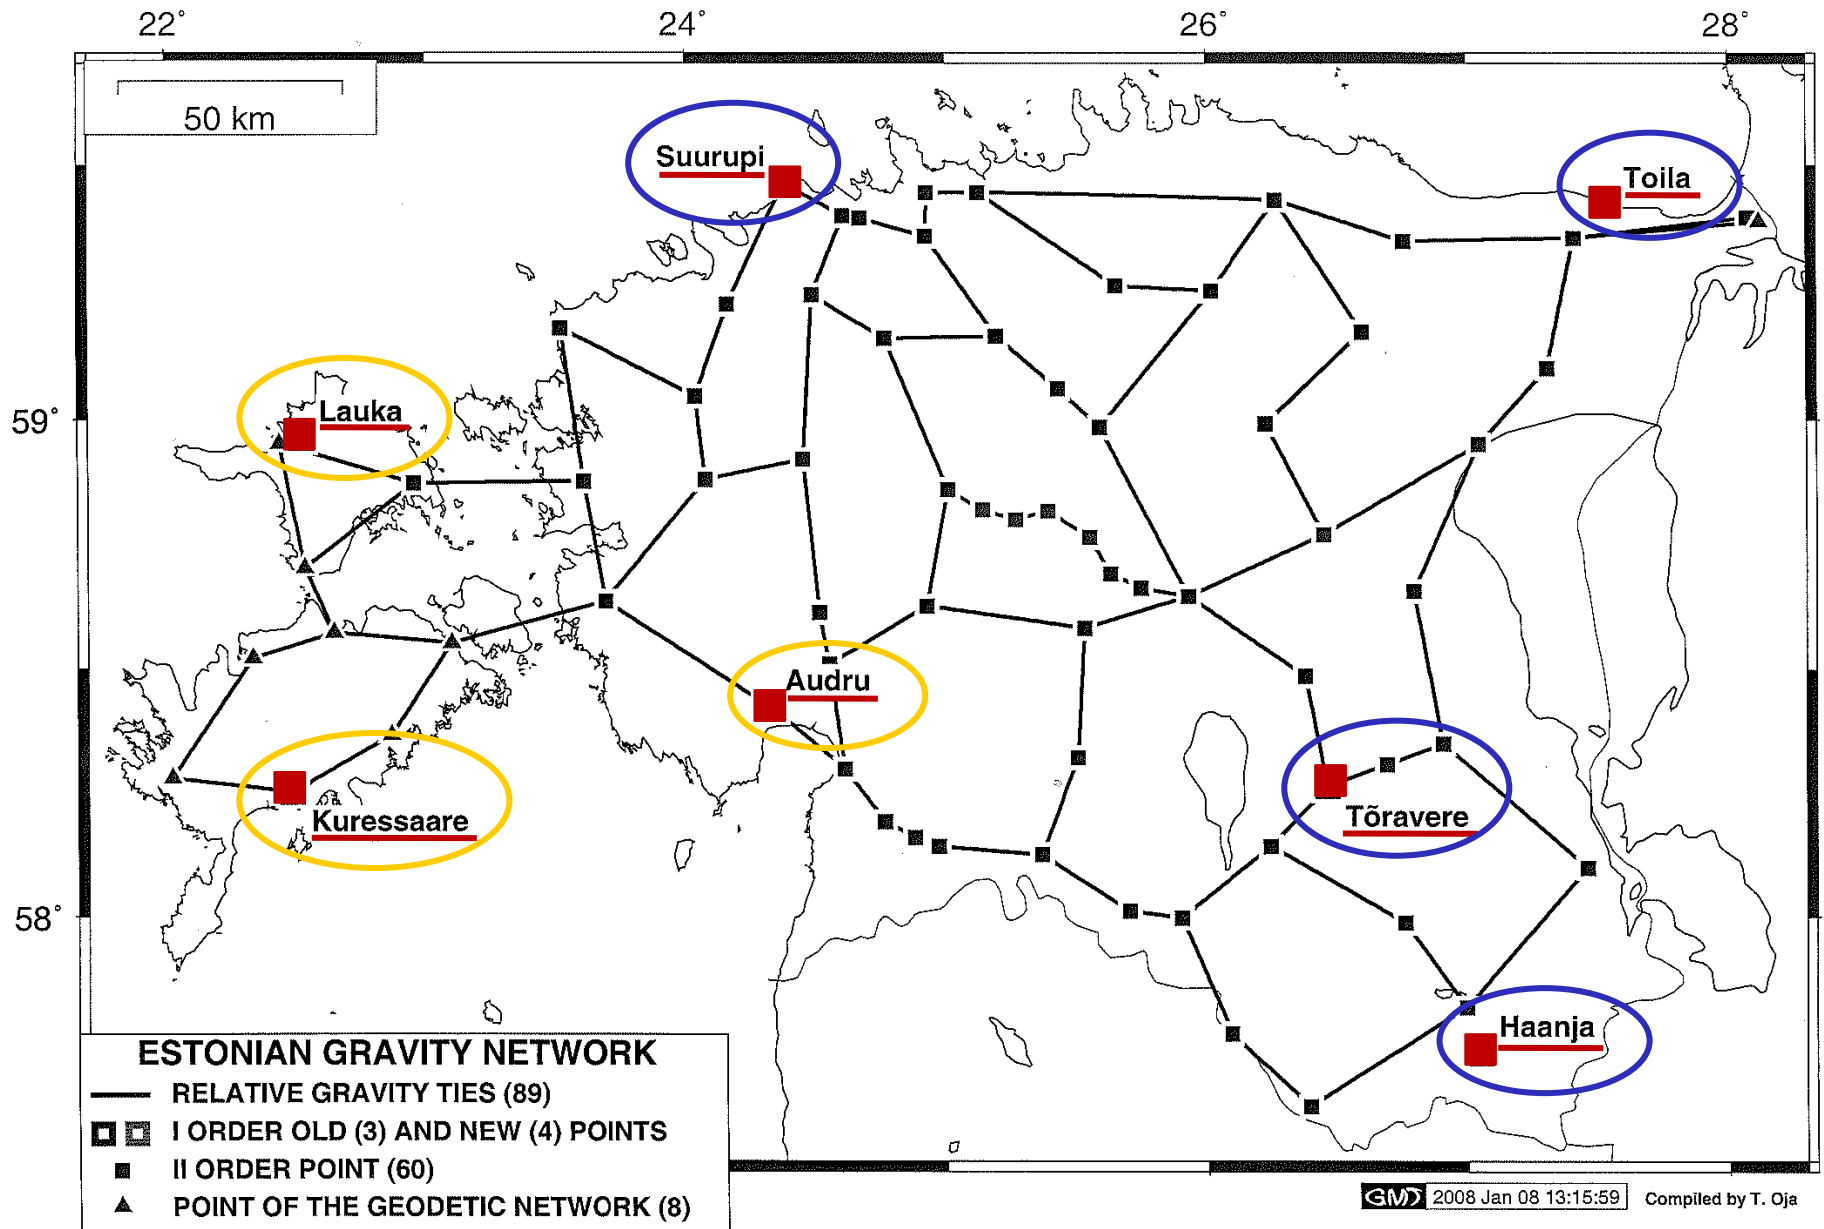 22° 24° 26° 28°
50 km
Suurupi
Toila
59°
Lauka
Audru
Kuressaare
Tõravere
58°
Haanja
ESTONIAN GRAVITY NETWORK
RELATIVE GRAVITY TIES (89)
I ORDER OLD (3) AND NEW (4) POINTS
II ORDER POINT (60)
POINT OF THE GEODETIC NETWORK (8)
GMD 2008 Jan 08 13:15:59 Compiled by T. Oja